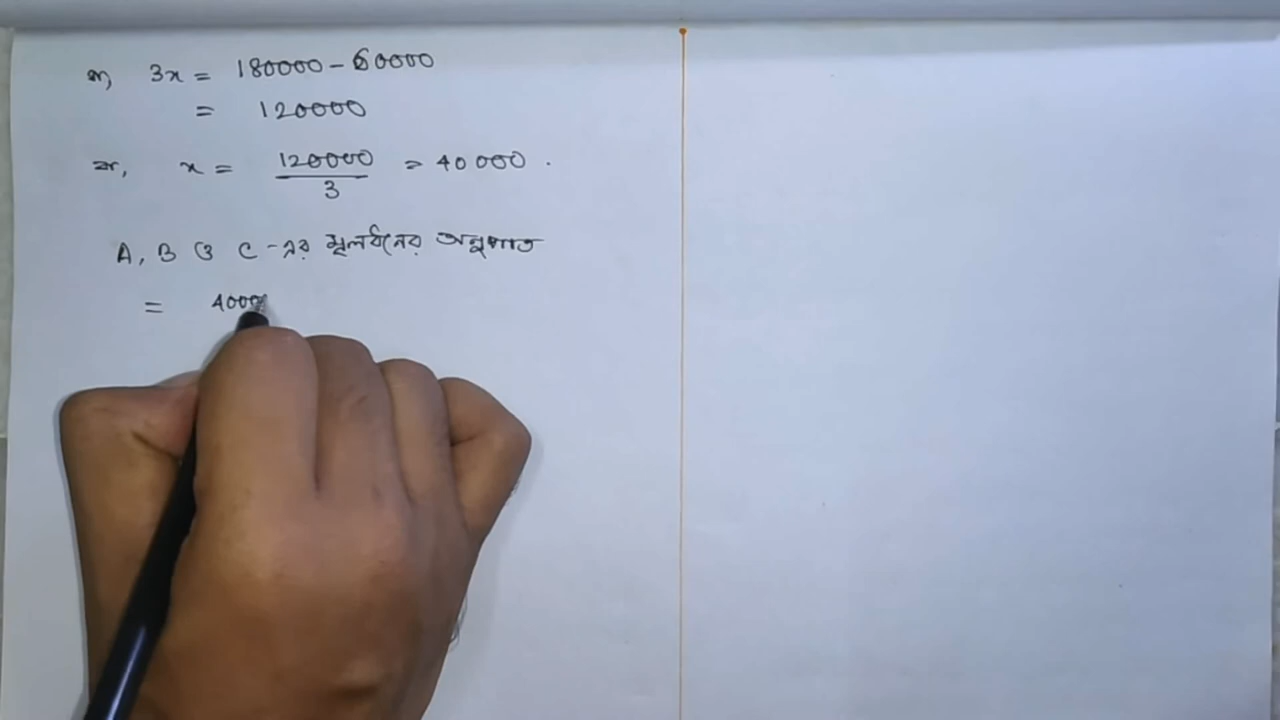 বা, 3x = 180000 - 60000
= 120000
বা, x = 120000/3 = 40000.
A, B ও C-এর মূলধনের অনুপাত
= 4000